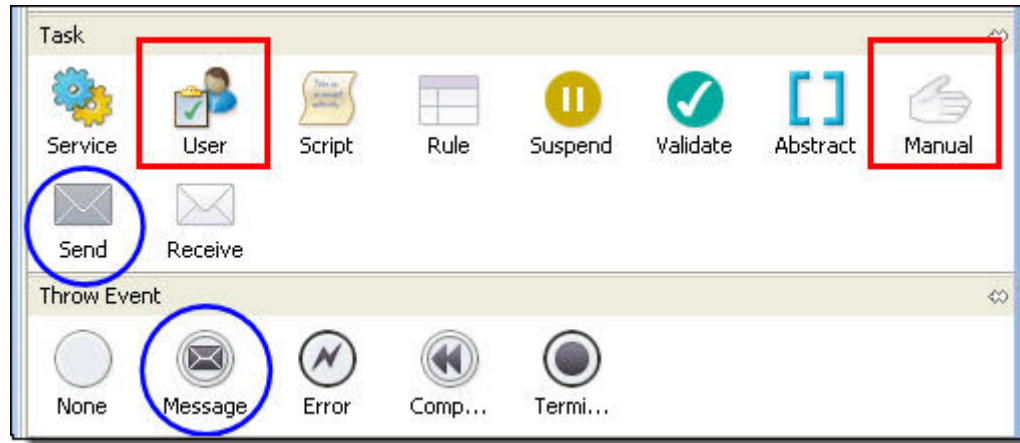 Task
Service User Script Rule Suspend Validate Abstract Manual
Send Receive
Throw Event
None Message Error Comp... Termi...